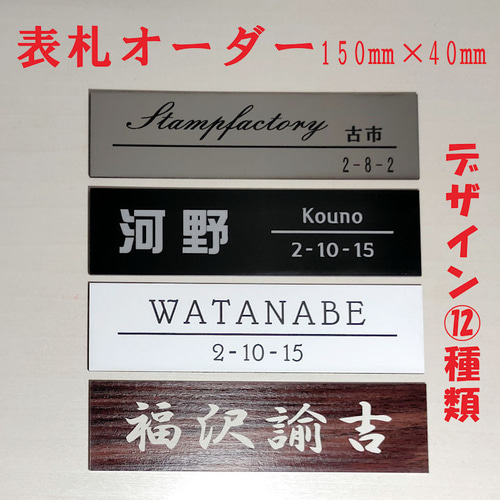 表札オーダー150mm×40mm
Stampfactory 古市
2-8-2
河野 Kouno
2-10-15
WATANABE
2-10-15
福沢諭吉
デザイン⑫種類